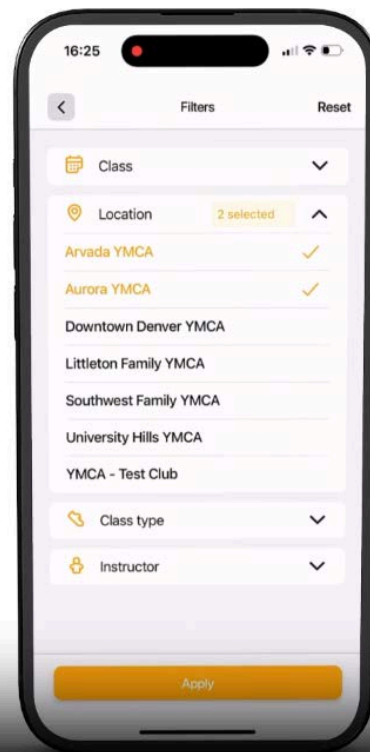 16:25
Filters
Reset
Class
Location
2 selected
Arvada YMCA
Aurora YMCA
Downtown Denver YMCA
Littleton Family YMCA
Southwest Family YMCA
University Hills YMCA
YMCA - Test Club
Class type
Instructor
Apply